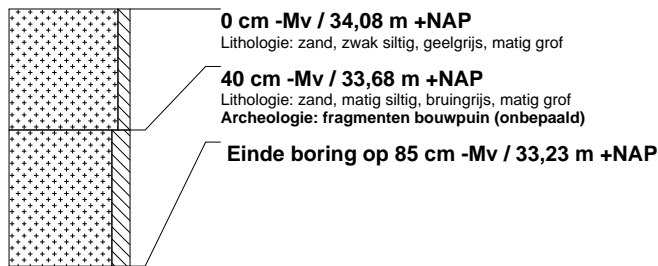 0 cm -Mv / 34,08 m +NAP
Lithologie: zand, zwak siltig, geelgrijs, matig grof
40 cm -Mv / 33,68 m +NAP
Lithologie: zand, matig siltig, bruingrijs, matig grof
Archeologie: fragmenten bouwpuin (onbepaald)
Einde boring op 85 cm -Mv / 33,23 m +NAP